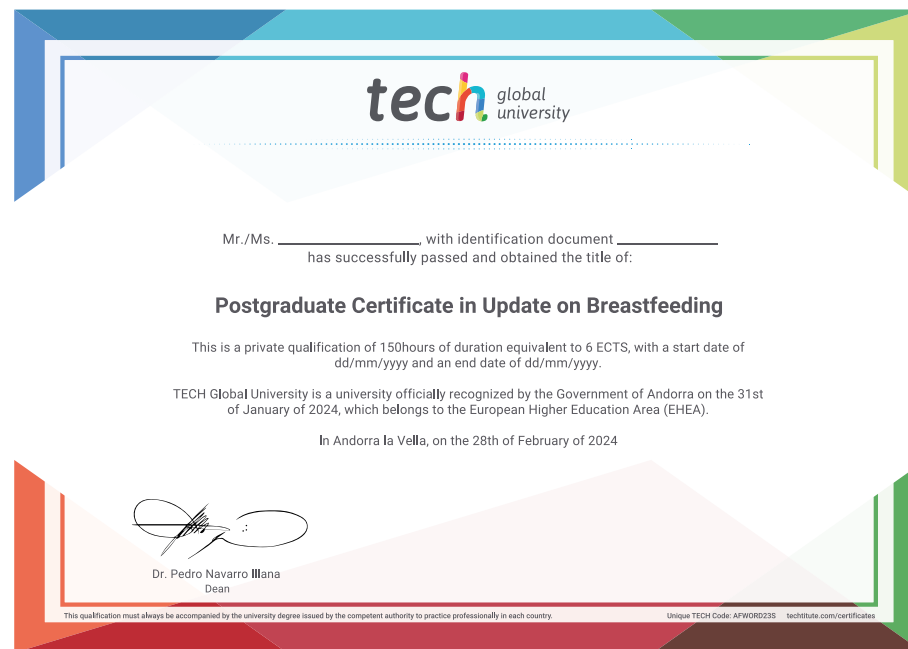 tech global university
Mr./Ms. ________________, with identification document ____________
has successfully passed and obtained the title of:
Postgraduate Certificate in Update on Breastfeeding
This is a private qualification of 150hours of duration equivalent to 6 ECTS, with a start date of
dd/mm/yyyy and an end date of dd/mm/yyyy.
TECH Global University is a university officially recognized by the Government of Andorra on the 31st
of January of 2024, which belongs to the European Higher Education Area (EHEA).
In Andorra la Vella, on the 28th of February of 2024
Dr. Pedro Navarro Illana
Dean
This qualification must always be accompanied by the university degree issued by the competent authority to practice professionally in each country.
Unique TECH Code: AFWORD23S techtitute.com/certificates